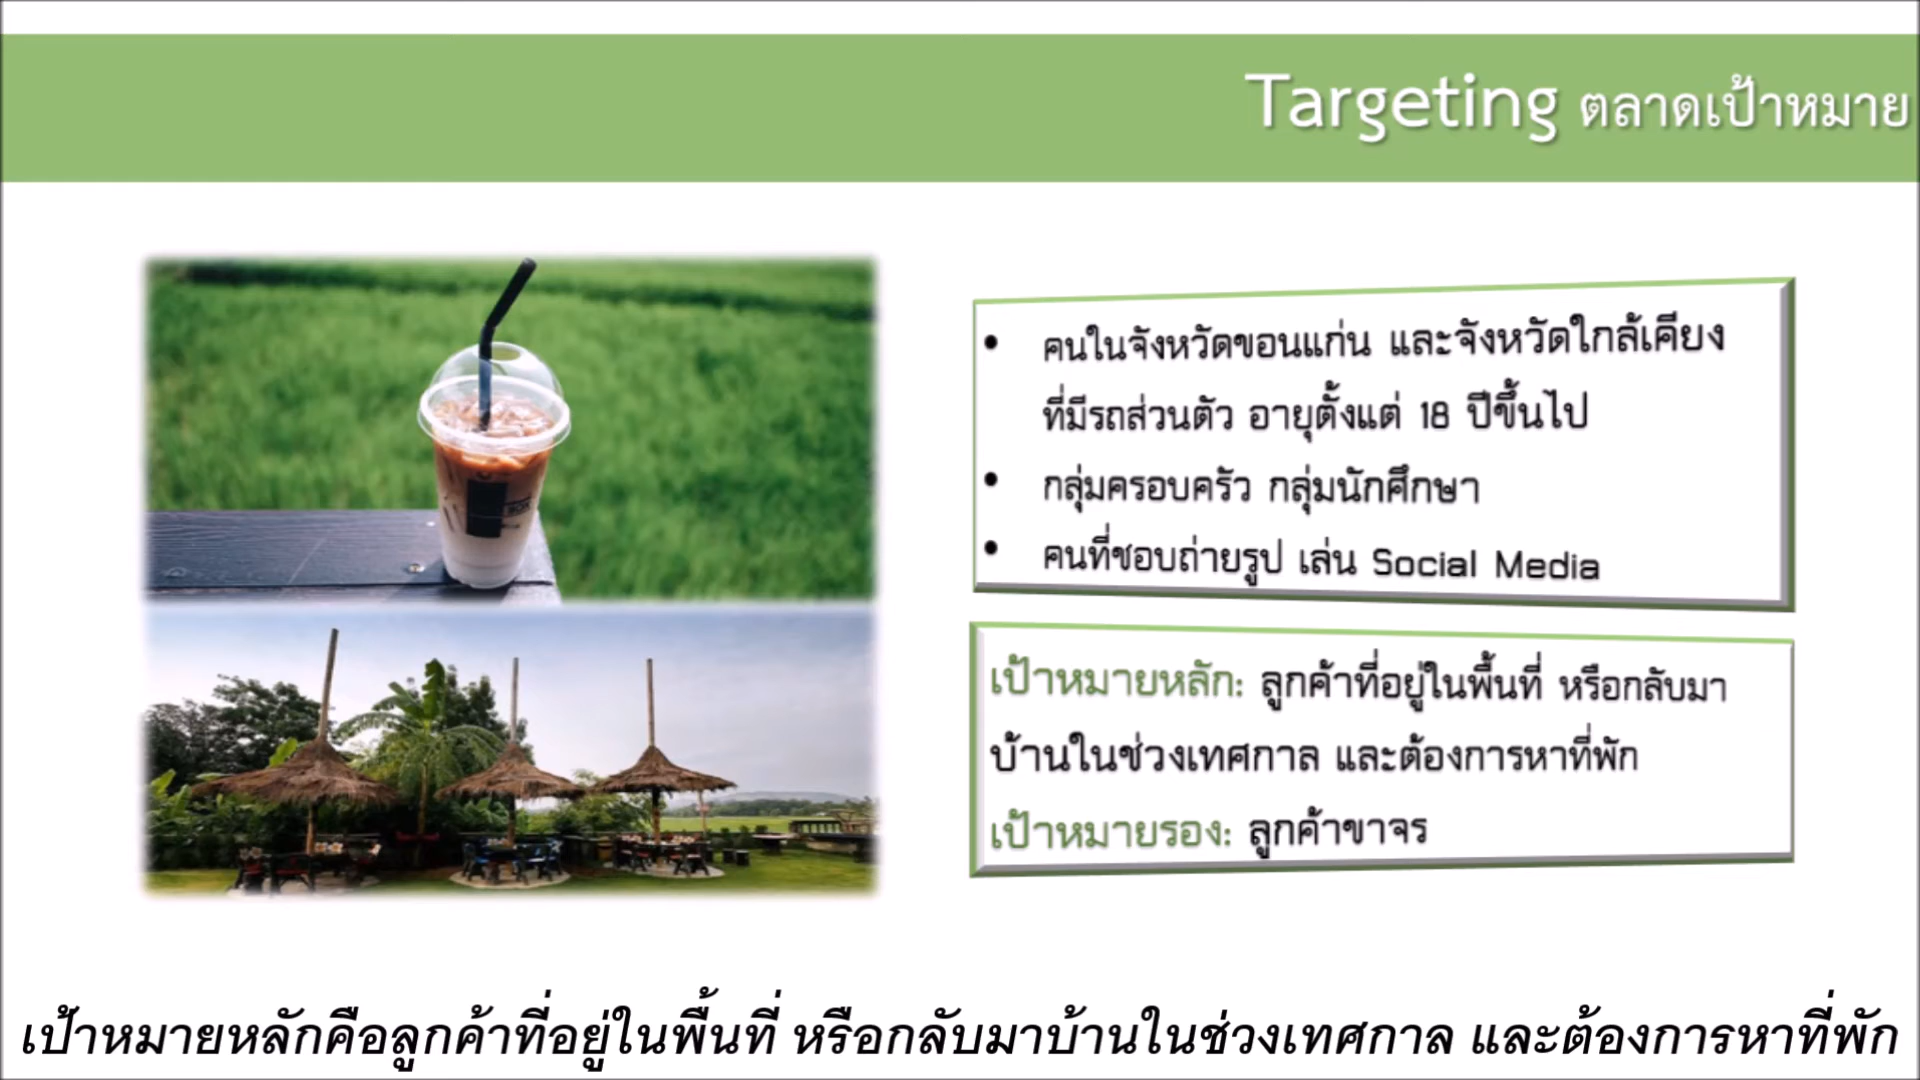 Targeting ตลาดเป้าหมาย
• คนในจังหวัดขอนแก่น และจังหวัดใกล้เคียง
ที่มีรถส่วนตัว อายุตั้งแต่ 18 ปีขึ้นไป
• กลุ่มครอบครัว กลุ่มนักศึกษา
• คนที่ชอบถ่ายรูป เล่น Social Media
เป้าหมายหลัก: ลูกค้าที่อยู่ในพื้นที่ หรือกลับมา
บ้านในช่วงเทศกาล และต้องการหาที่พัก
เป้าหมายรอง: ลูกค้าขาจร
เป้าหมายหลักคือลูกค้าที่อยู่ในพื้นที่ หรือกลับมาบ้านในช่วงเทศกาล และต้องการหาที่พัก